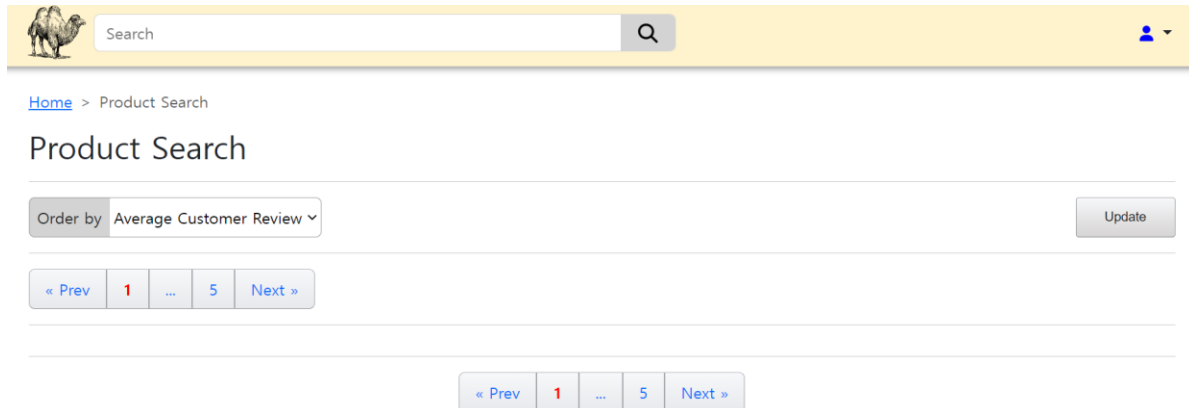 Search
Home > Product Search
Product Search
Order by Average Customer Review Update
« Prev 1 ... 5 Next »
« Prev 1 ... 5 Next »